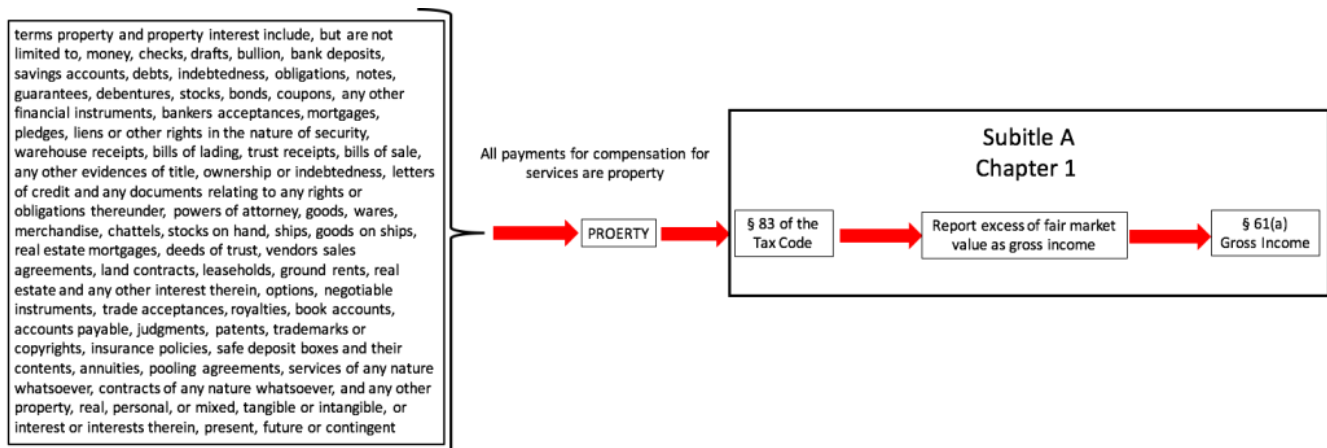 terms property and property interest include, but are not
limited to, money, checks, drafts, bullion, bank deposits,
savings accounts, debts, indebtedness, obligations, notes,
guarantees, debentures, stocks, bonds, coupons, any other
financial instruments, bankers acceptances, mortgages,
pledges, liens or other rights in the nature of security,
warehouse receipts, bills of lading, trust receipts, bills of sale,
any other evidences of title, ownership or indebtedness, letters
of credit and any documents relating to any rights or
obligations thereunder, powers of attorney, goods, wares,
merchandise, chattels, stocks on hand, ships, goods on ships,
real estate mortgages, deeds of trust, vendors sales
agreements, land contracts, leaseholds, ground rents, real
estate and any other interest therein, options, negotiable
instruments, trade acceptances, royalties, book accounts,
accounts payable, judgments, patents, trademarks or
copyrights, insurance policies, safe deposit boxes and their
contents, annuities, pooling agreements, services of any nature
whatsoever, contracts of any nature whatsoever, and any other
property, real, personal, or mixed, tangible or intangible, or
interest or interests therein, present, future or contingent
All payments for compensation for
services are property
PROERTY
Subitle A
Chapter 1
§ 83 of the
Tax Code
Report excess of fair market
value as gross income
§ 61(a)
Gross Income